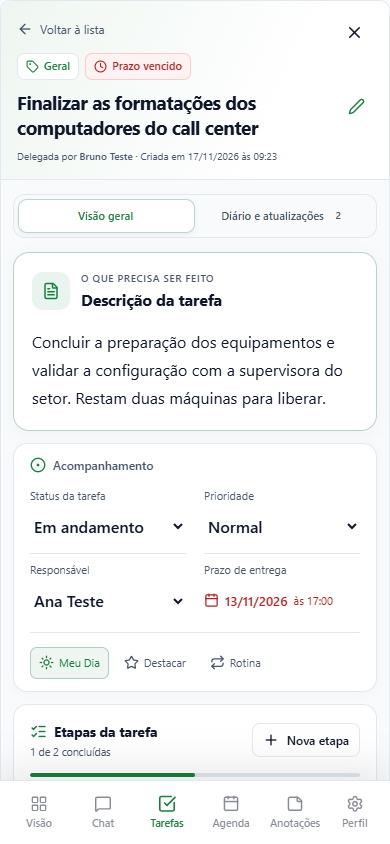 Voltar à lista
Geral
Prazo vencido
Finalizar as formatações dos
computadores do call center
Delegada por Bruno Teste · Criada em 17/11/2026 às 09:23
Visão geral
Diário e atualizações 2
O QUE PRECISA SER FEITO
Descrição da tarefa
Concluir a preparação dos equipamentos e
validar a configuração com a supervisora do
setor. Restam duas máquinas para liberar.
Acompanhamento
Status da tarefa
Prioridade
Em andamento
Normal
Responsável
Prazo de entrega
Ana Teste
13/11/2026 às 17:00
Meu Dia
Destacar
Rotina
Etapas da tarefa
1 de 2 concluídas
Nova etapa
Visão
Chat
Tarefas
Agenda
Anotações
Perfil